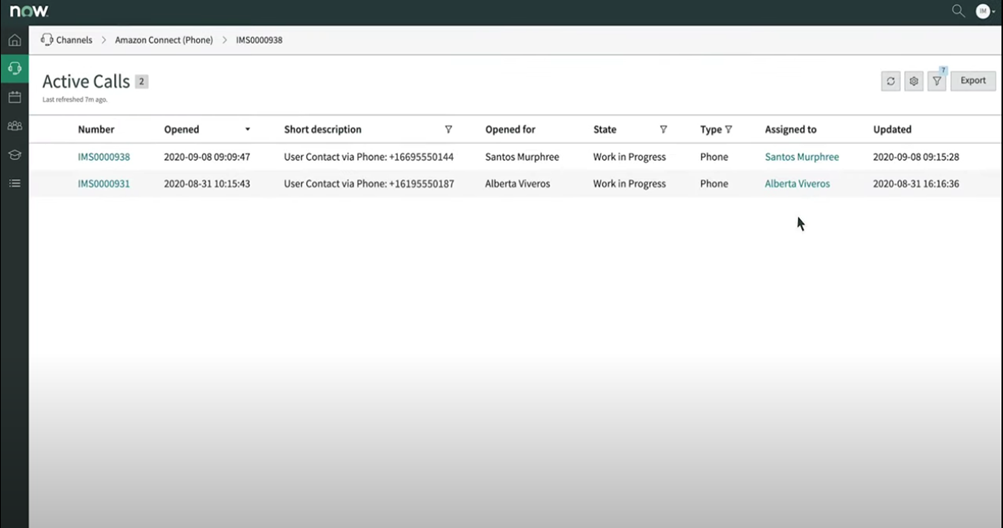 now.
IM
Channels > Amazon Connect (Phone) > IMS0000938
Active Calls 2
7
Export
Last refreshed 7m ago.
Number Opened Short description Opened for State Type Assigned to Updated
IMS0000938 2020-09-08 09:09:47 User Contact via Phone: +16695550144 Santos Murphree Work in Progress Phone Santos Murphree 2020-09-08 09:15:28
IMS0000931 2020-08-31 10:15:43 User Contact via Phone: +16195550187 Alberta Viveros Work in Progress Phone Alberta Viveros 2020-08-31 16:16:36